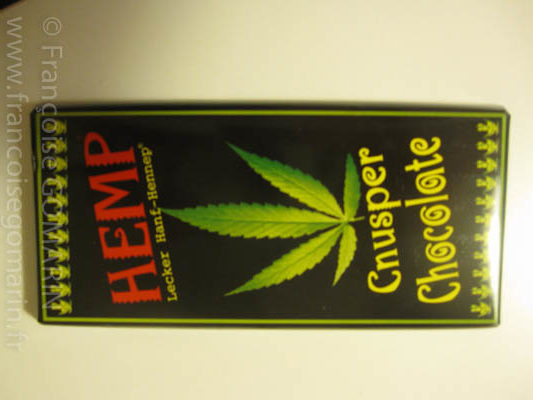 HEMP
Lecker Hanf-Hennep®
Cnusper
Chocolate
© Françoise GOMARIN
www.francoisegomarin.fr